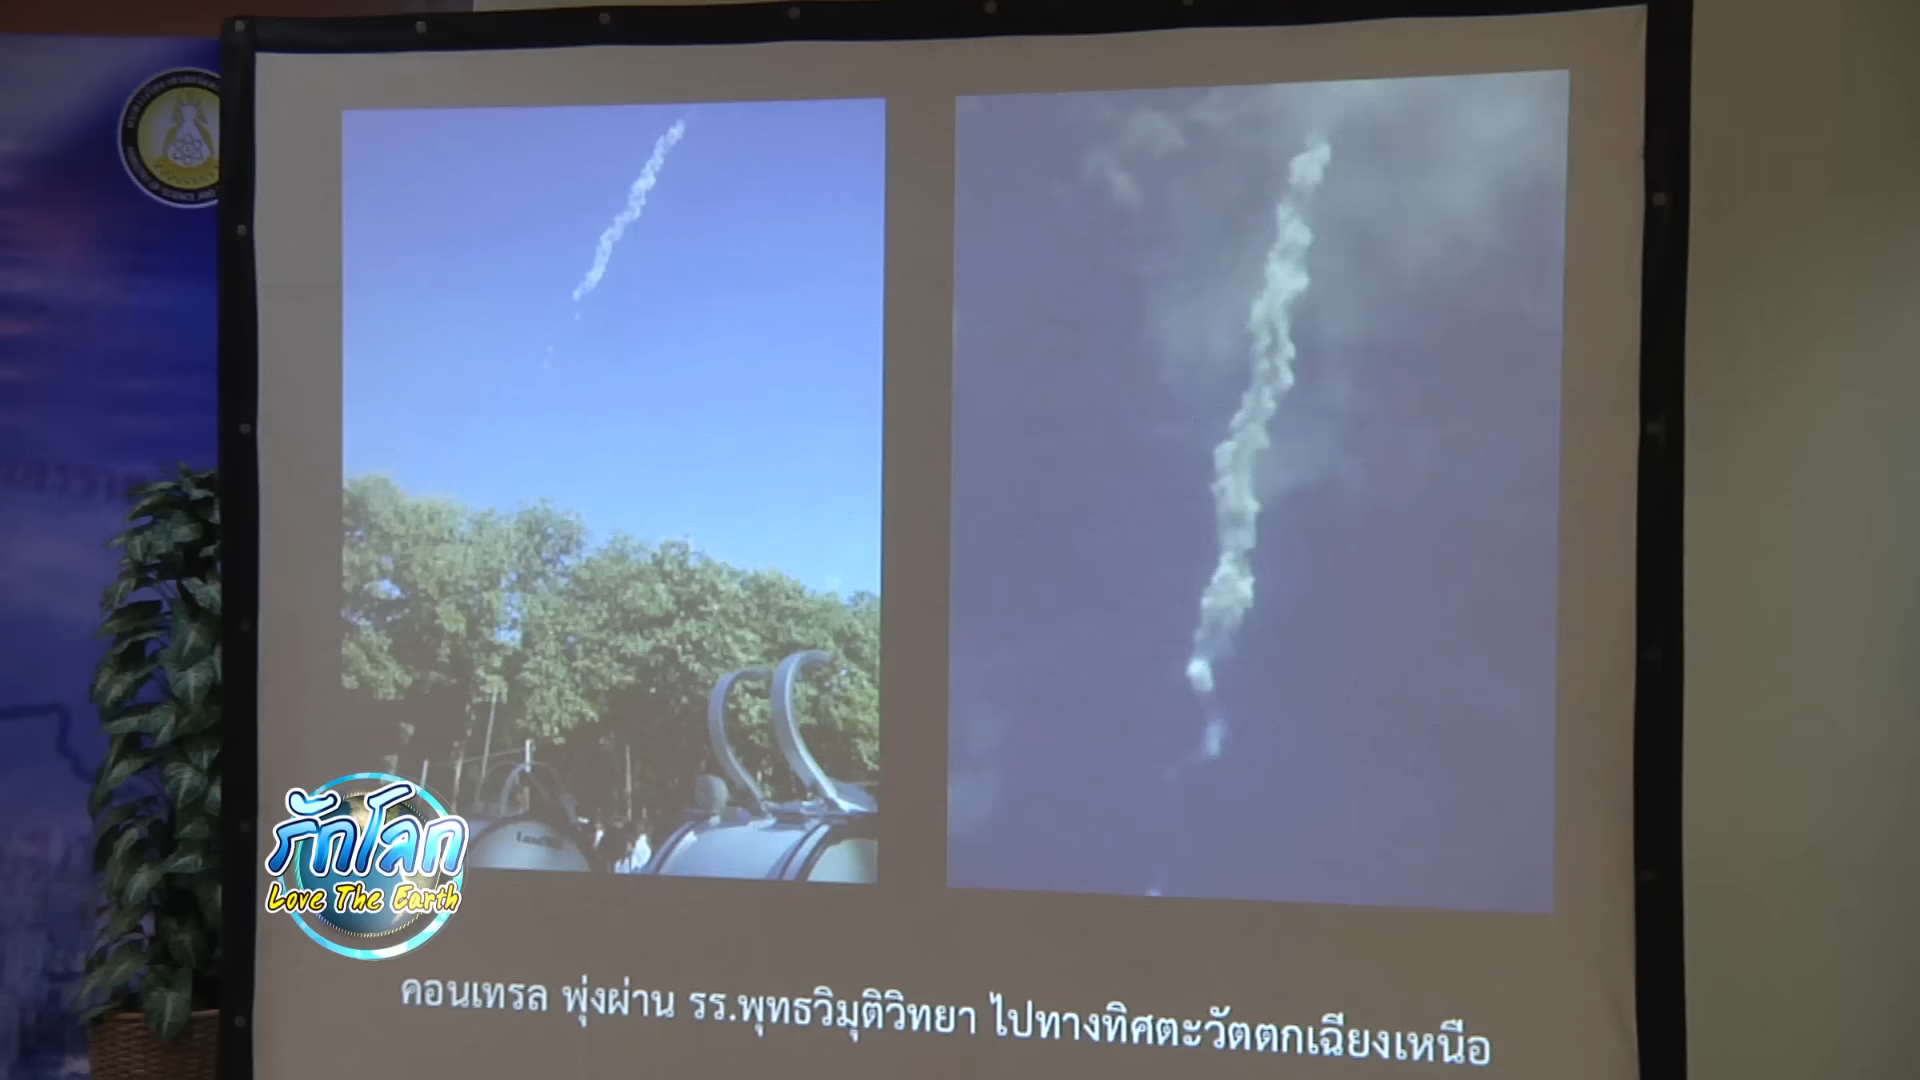 รักโลก
Love The Earth
คอนเทรล พุ่งผ่าน รร.พุทธวิมุติวิทยา ไปทางทิศตะวัตตกเฉียงเหนือ